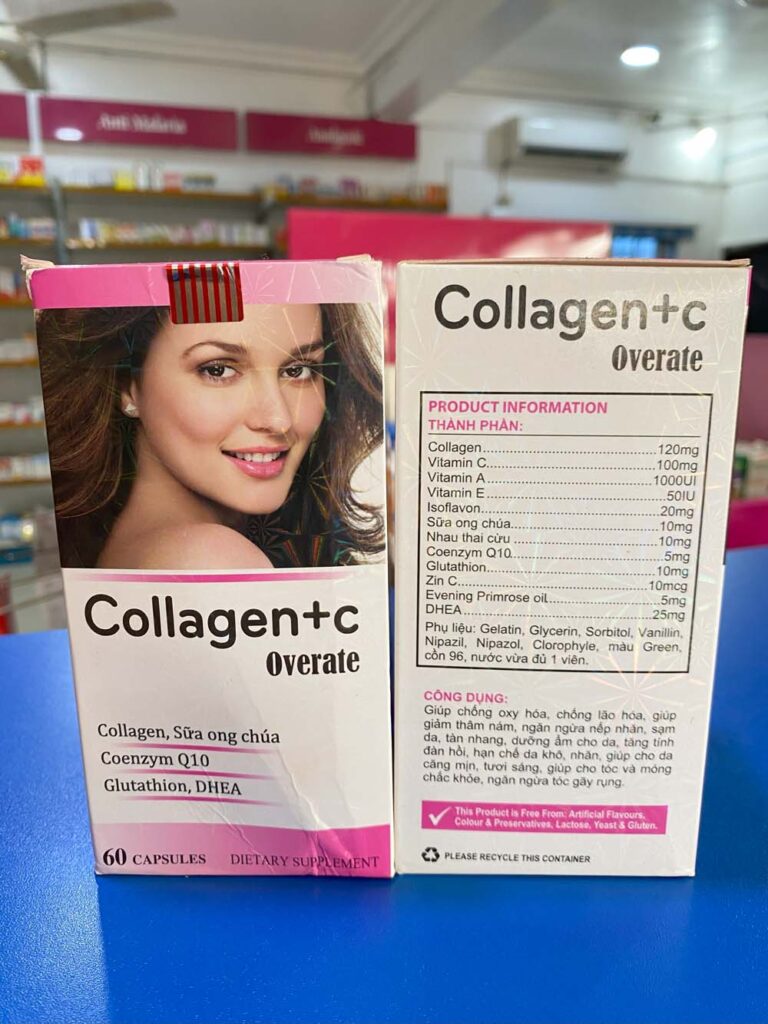 Anti Malaria
Collagen+c
Overate
Collagen, Sữa ong chúa
Coenzym Q10
Glutathion, DHEA
60 CAPSULES DIETARY SUPPLEMENT
Collagen+c
Overate
PRODUCT INFORMATION
THÀNH PHẦN:
Collagen..........................120mg
Vitamin C..........................100mg
Vitamin A..........................1000UI
Vitamin E..........................50IU
Isoflavon..........................20mg
Sữa ong chúa..........................10mg
Nhau thai cừu..........................10mg
Coenzym Q10..........................5mg
Glutathion..........................10mg
Zin C..........................10mcg
Evening Primrose oil..........................5mg
DHEA..........................25mg
Phụ liệu: Gelatin, Glycerin, Sorbitol, Vanillin,
Nipazil, Nipazol, Clorophyle, màu Green,
cồn 96, nước vừa đủ 1 viên.
CÔNG DỤNG:
Giúp chống oxy hóa, chống lão hóa, giúp
giảm thâm nám, ngăn ngừa nếp nhăn, sạm
da, tàn nhang, dưỡng ẩm cho da, tăng tính
đàn hồi, hạn chế da khô, nhăn, giúp cho da
căng mịn, tươi sáng, giúp cho tóc và móng
chắc khỏe, ngăn ngừa tóc gãy rụng.
This Product is Free From: Artificial Flavours,
Colour & Preservatives, Lactose, Yeast & Gluten.
PLEASE RECYCLE THIS CONTAINER